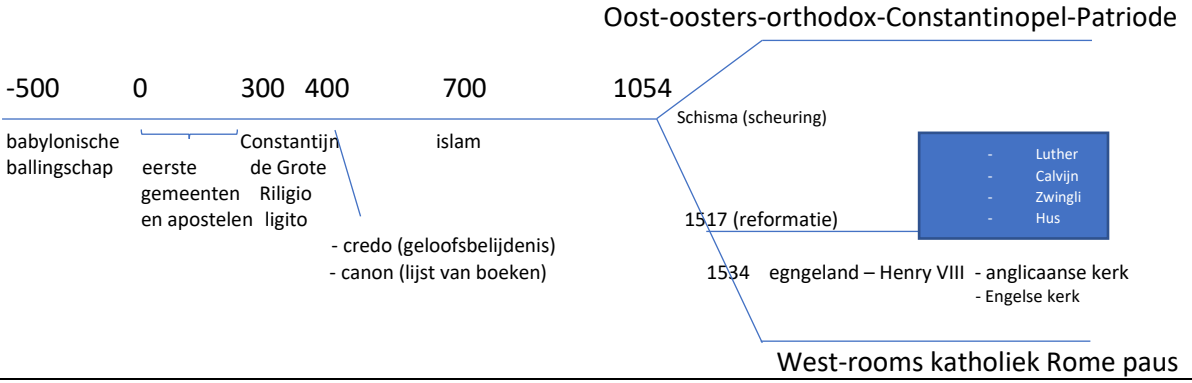 Oost-oosters-orthodox-Constantinopel-Patriode
-500 0 300 400 700 1054
Schisma (scheuring)
babylonische
ballingschap
eerste
gemeenten
en apostelen
Constantijn
de Grote
Riligio
ligito
islam
- credo (geloofsbelijdenis)
- canon (lijst van boeken)
- Luther
- Calvijn
- Zwingli
- Hus
1517 (reformatie)
1534 egngeland – Henry VIII - anglicaanse kerk
- Engelse kerk
West-rooms katholiek Rome paus